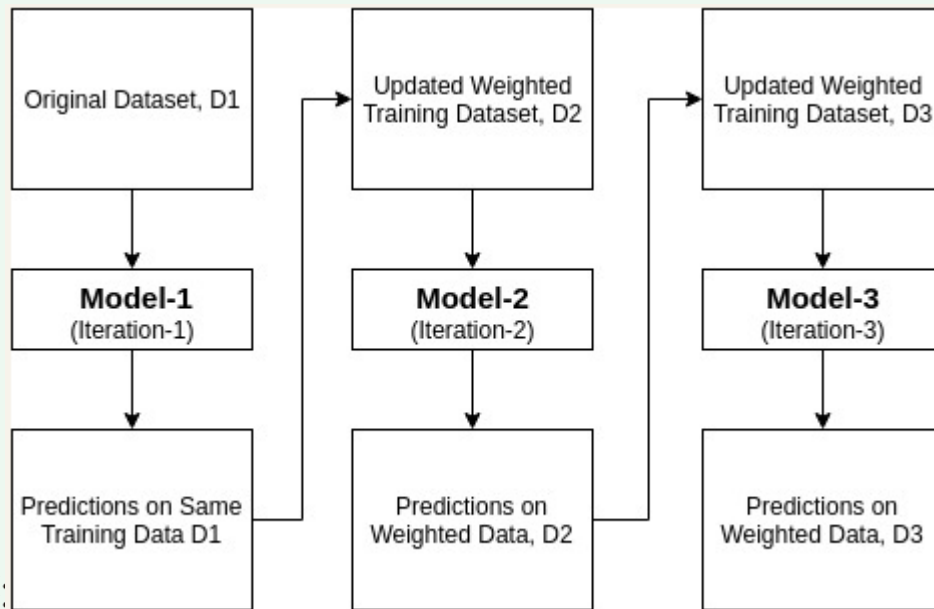 Original Dataset, D1
Updated Weighted
Training Dataset, D2
Updated Weighted
Training Dataset, D3
Model-1
(Iteration-1)
Model-2
(Iteration-2)
Model-3
(Iteration-3)
Predictions on Same
Training Data D1
Predictions on
Weighted Data, D2
Predictions on
Weighted Data, D3